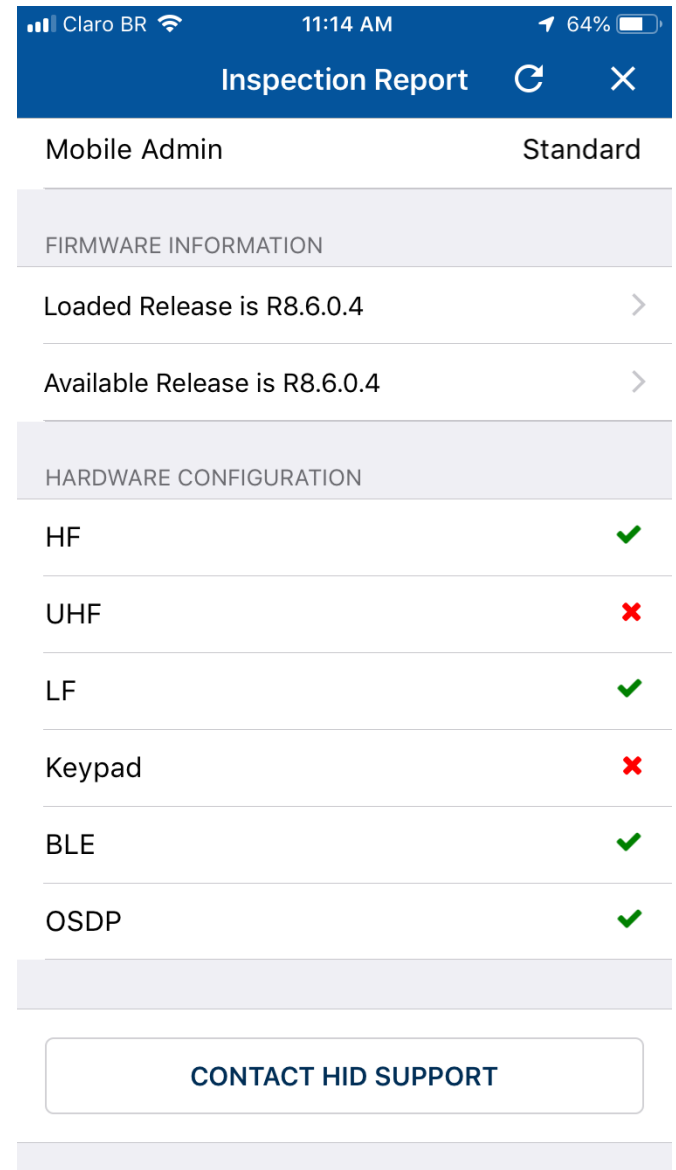 Claro BR 11:14 AM 64%
Inspection Report
Mobile Admin Standard
FIRMWARE INFORMATION
Loaded Release is R8.6.0.4
Available Release is R8.6.0.4
HARDWARE CONFIGURATION
HF
UHF
LF
Keypad
BLE
OSDP
CONTACT HID SUPPORT